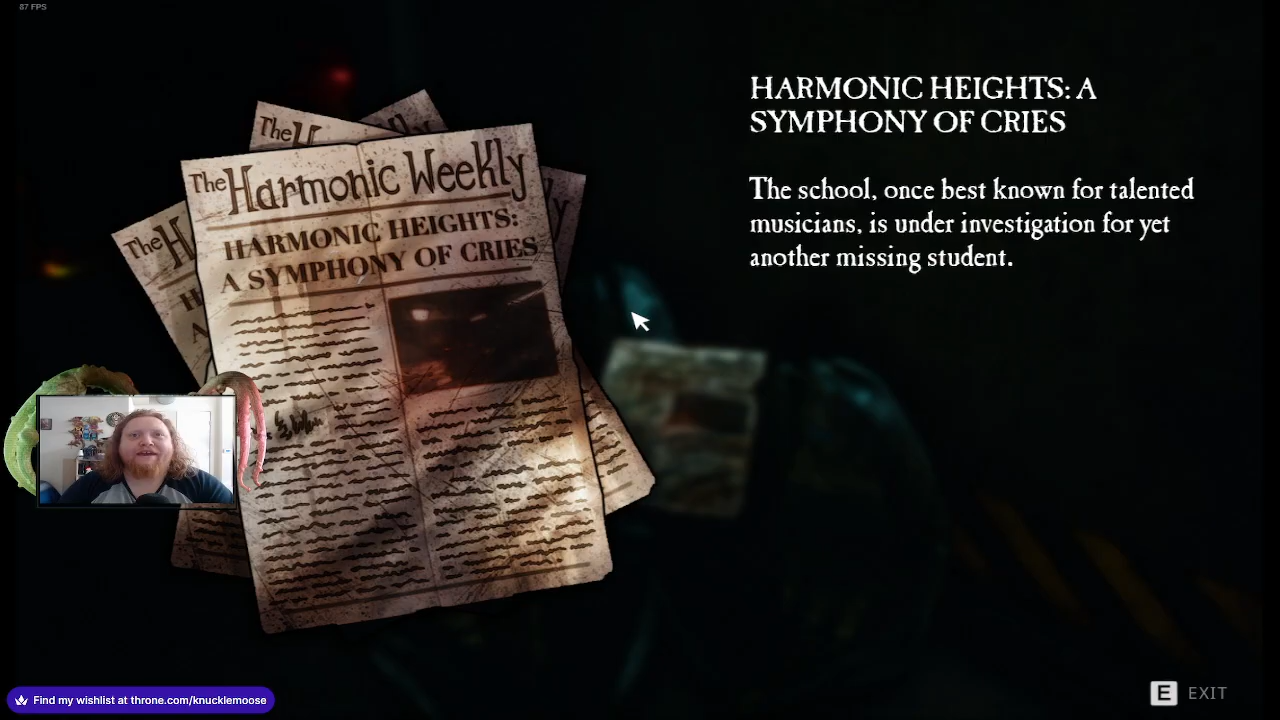 87 FPS
The Harmonic Weekly
HARMONIC HEIGHTS:
A SYMPHONY OF CRIES
The H
The H
HARMONIC HEIGHTS: A
SYMPHONY OF CRIES
The school, once best known for talented
musicians, is under investigation for yet
another missing student.
Find my wishlist at throne.com/knucklemoose
E EXIT